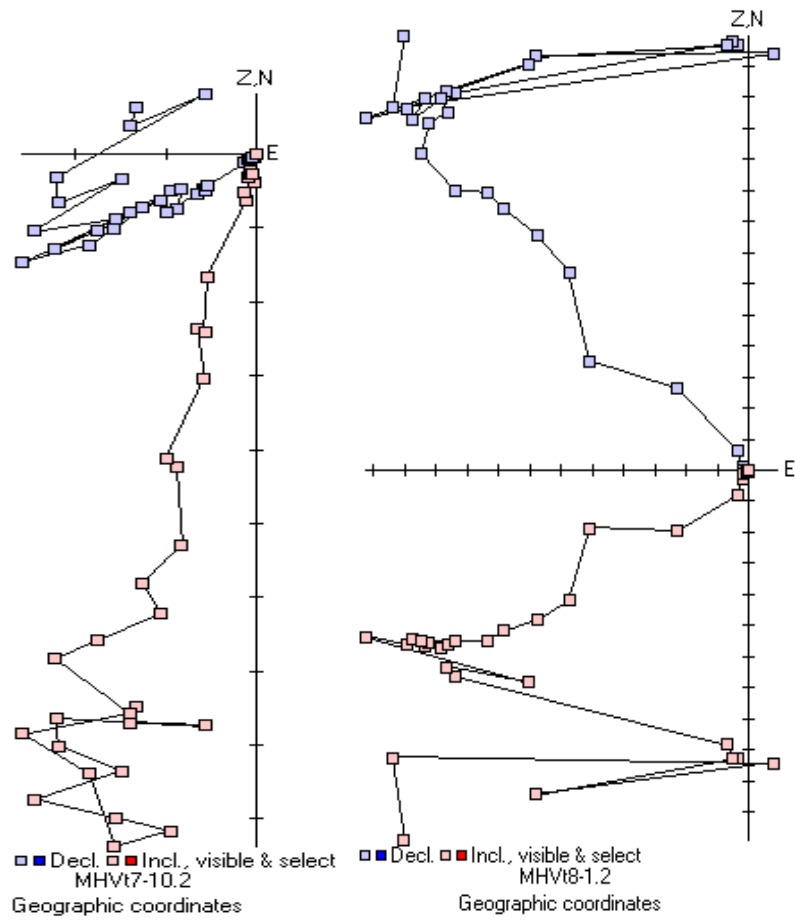 Z,N
E
Decl. Incl., visible & select
MHVt7-10.2
Geographic coordinates
Z,N
E
Decl. Incl., visible & select
MHVt8-1.2
Geographic coordinates